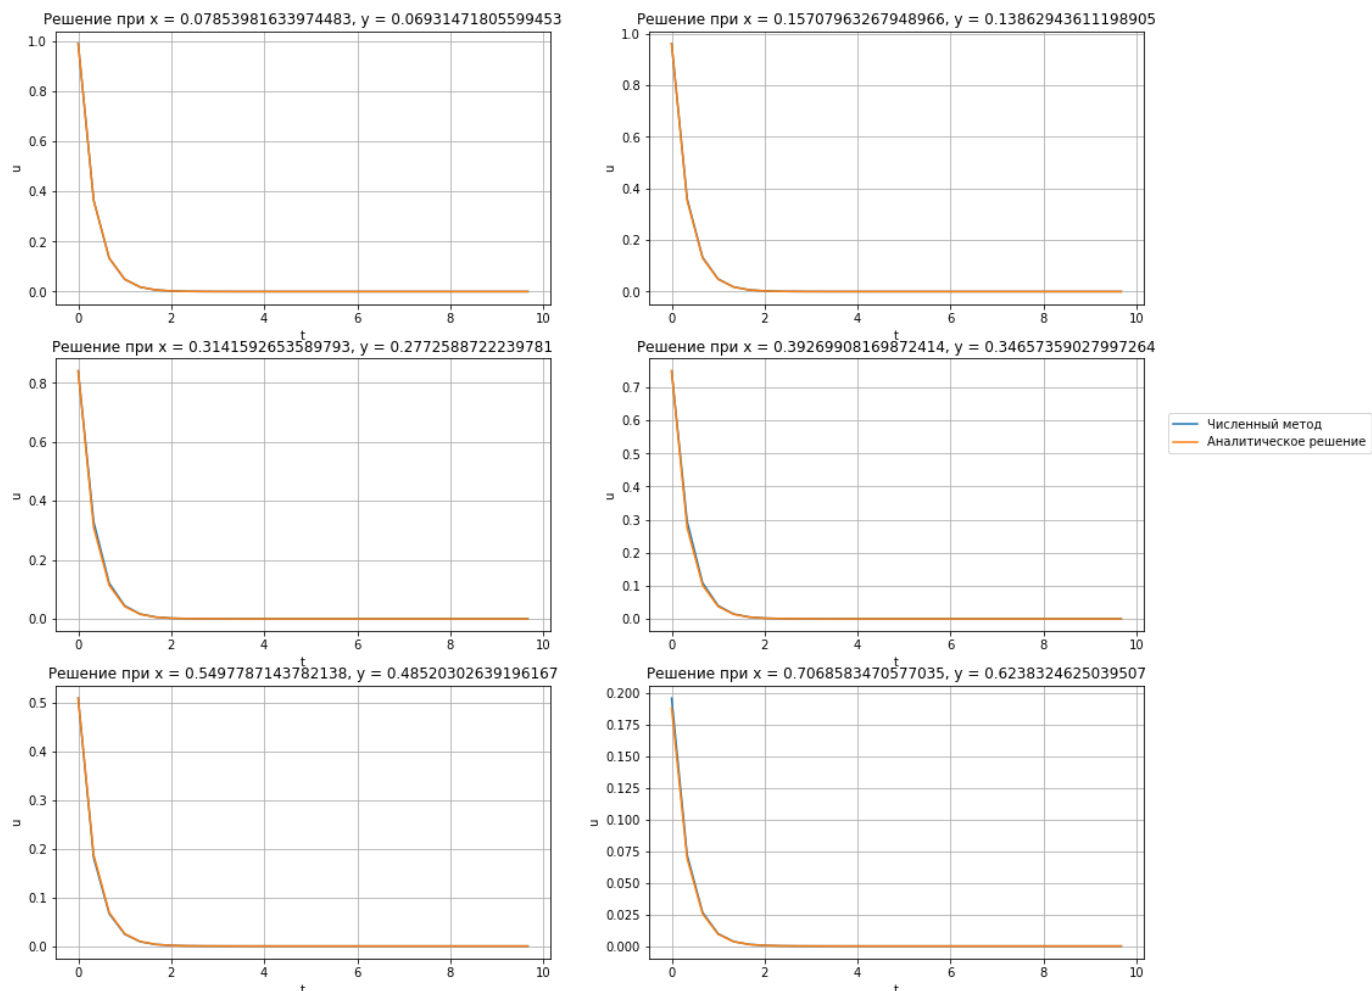 Решение при x = 0.07853981633974483, y = 0.06931471805599453
1.0
0.8
0.6
0.4
0.2
0.0
u
0 2 4 6 8 10
t
Решение при x = 0.15707963267948966, y = 0.13862943611198905
1.0
0.8
0.6
0.4
0.2
0.0
u
0 2 4 6 8 10
t
Решение при x = 0.3141592653589793, y = 0.2772588722239781
0.8
0.6
0.4
0.2
0.0
u
0 2 4 6 8 10
t
Решение при x = 0.39269908169872414, y = 0.34657359027997264
0.7
0.6
0.5
0.4
0.3
0.2
0.1
0.0
u
0 2 4 6 8 10
t
Численный метод
Аналитическое решение
Решение при x = 0.5497787143782138, y = 0.48520302639196167
0.5
0.4
0.3
0.2
0.1
0.0
u
0 2 4 6 8 10
t
Решение при x = 0.7068583470577035, y = 0.6238324625039507
0.200
0.175
0.150
0.125
0.100
0.075
0.050
0.025
0.000
u
0 2 4 6 8 10
t